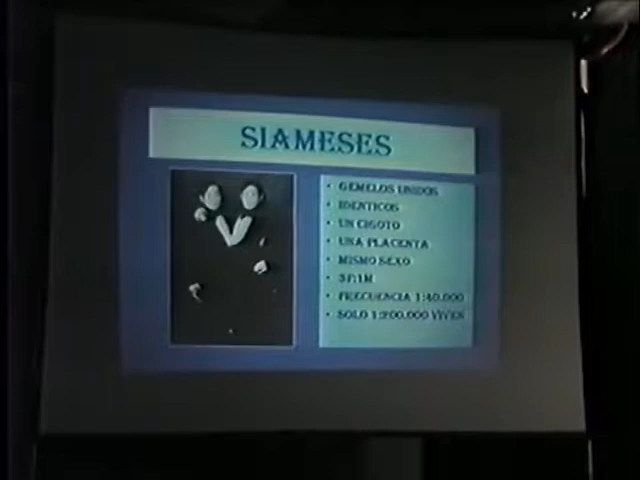 SIAMESES
• GEMELOS UNIDOS
• IDENTICOS
• UN CIGOTO
• UNA PLACENTA
• MISMO SEXO
• 3F:1M
• FRECUENCIA 1:40.000
• SOLO 1:200.000 VIVEN